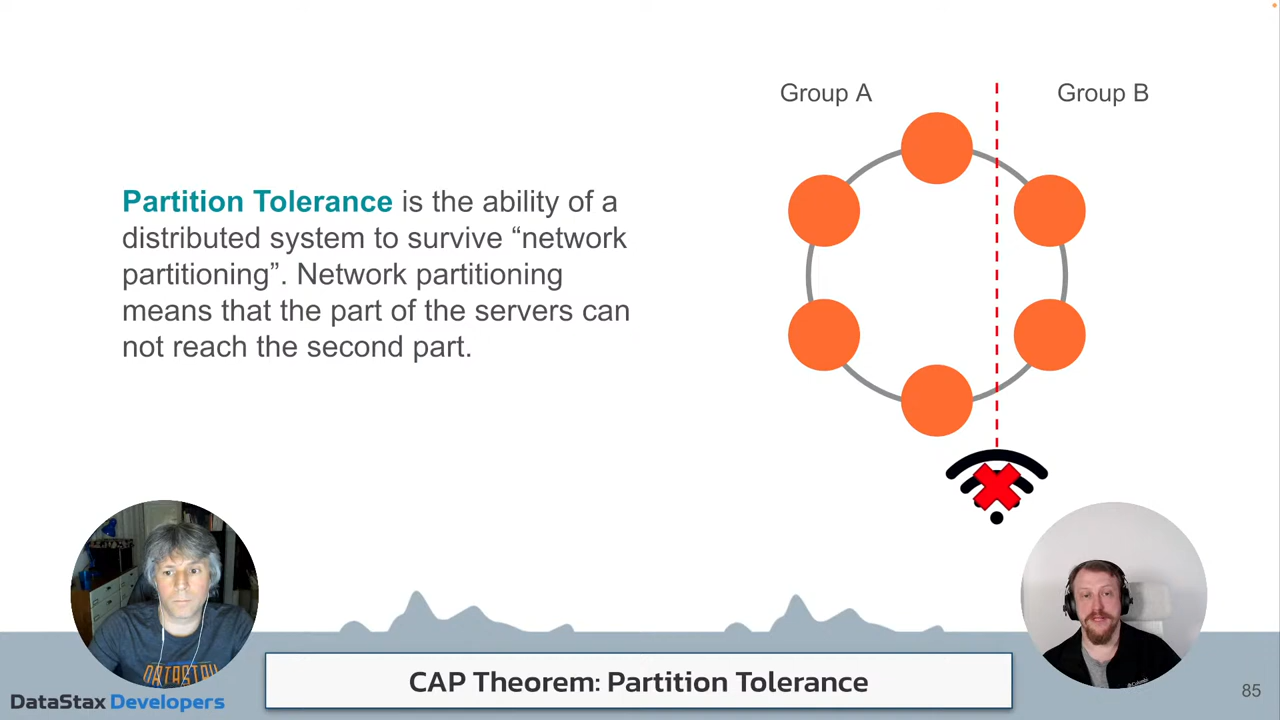 Group A
Group B
Partition Tolerance is the ability of a
distributed system to survive “network
partitioning”. Network partitioning
means that the part of the servers can
not reach the second part.
DATASTAX
DataStax Developers
CAP Theorem: Partition Tolerance
85